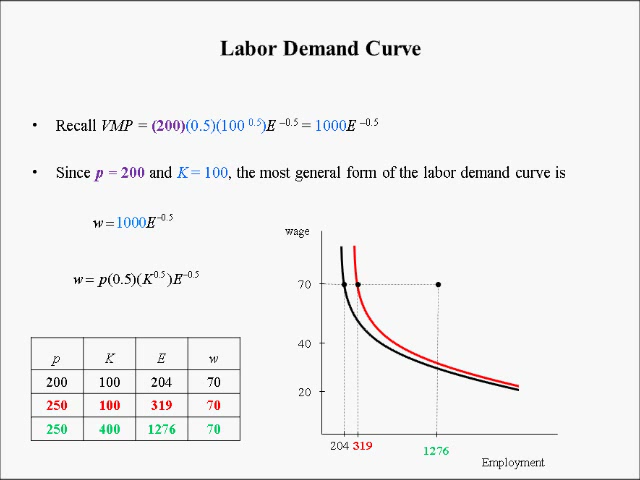 Labor Demand Curve
• Recall VMP = (200)(0.5)(100 ^0.5)E ^–0.5 = 1000E ^–0.5
• Since p = 200 and K = 100, the most general form of the labor demand curve is
w = 1000E^–0.5
w = p(0.5)(K^0.5)E^–0.5
p K E w
200 100 204 70
250 100 319 70
250 400 1276 70
wage
70
40
20
204 319 1276
Employment